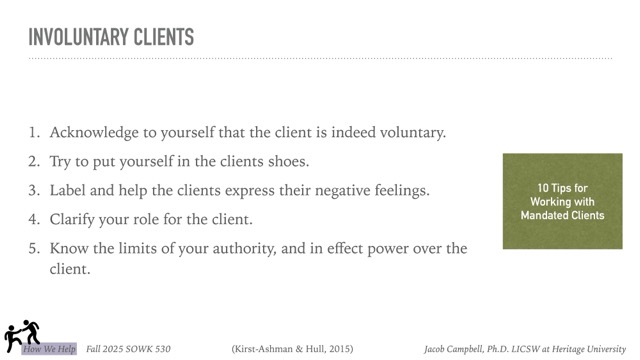 INVOLUNTARY CLIENTS
1. Acknowledge to yourself that the client is indeed voluntary.
2. Try to put yourself in the clients shoes.
3. Label and help the clients express their negative feelings.
4. Clarify your role for the client.
5. Know the limits of your authority, and in effect power over the
client.
10 Tips for
Working with
Mandated Clients
How We Help Fall 2025 SOWK 530 (Kirst-Ashman & Hull, 2015) Jacob Campbell, Ph.D. LICSW at Heritage University